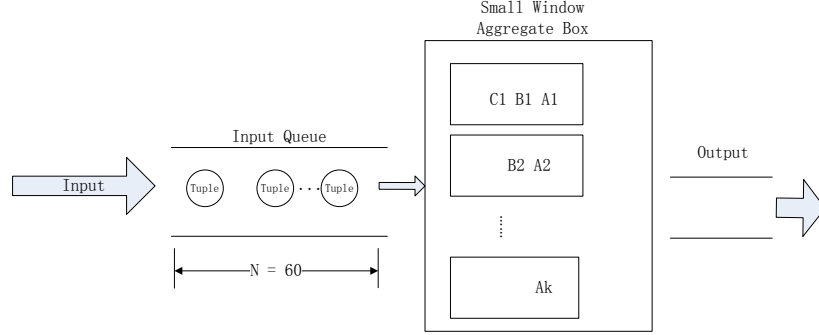 Small Window
Aggregate Box
C1 B1 A1
Input Queue
B2 A2
Output
Input
Tuple
Tuple
...
Tuple
N = 60
Ak